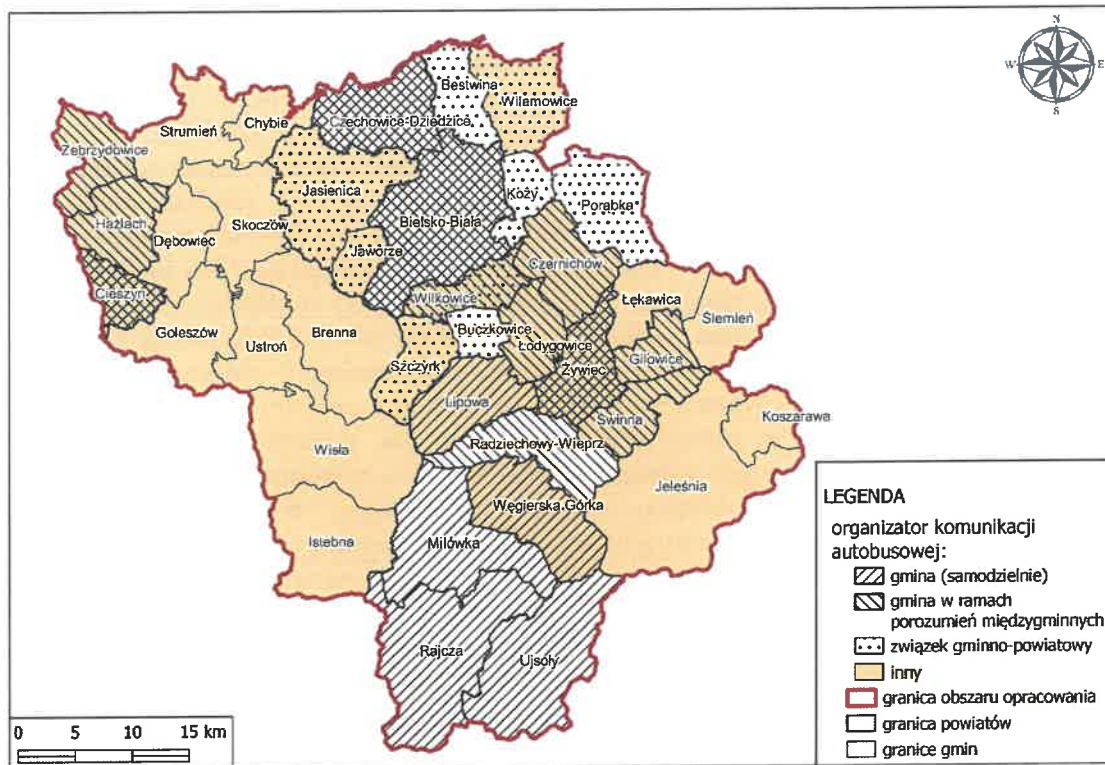 N
W E
S
Bestwina
Wilamowice
Czechowice-Dziedzice
Chybie
Strumień
Zebrzydowice
Jasienica
Kozy
Porąbka
Hażlach
Skoczów
Bielsko-Biała
Dębowiec
Jaworze
Czernichów
Cieszyn
Wilkowice
Łękawica
Ślemień
Goleszów
Brenna
Buczkowice
Ustroń
Łodygowice
Gilowice
Szczyrk
Żywiec
Lipowa
Świnna
Koszarawa
Radziechowy-Wieprz
Wisła
Jeleśnia
Węgierska Górka
Istebna
Milówka
Rajcza
Ujsoły
LEGENDA
organizator komunikacji
autobusowej:
gmina (samodzielnie)
gmina w ramach
porozumień międzygminnych
związek gminno-powiatowy
inny
granica obszaru opracowania
granica powiatów
granice gmin
0 5 10 15 km